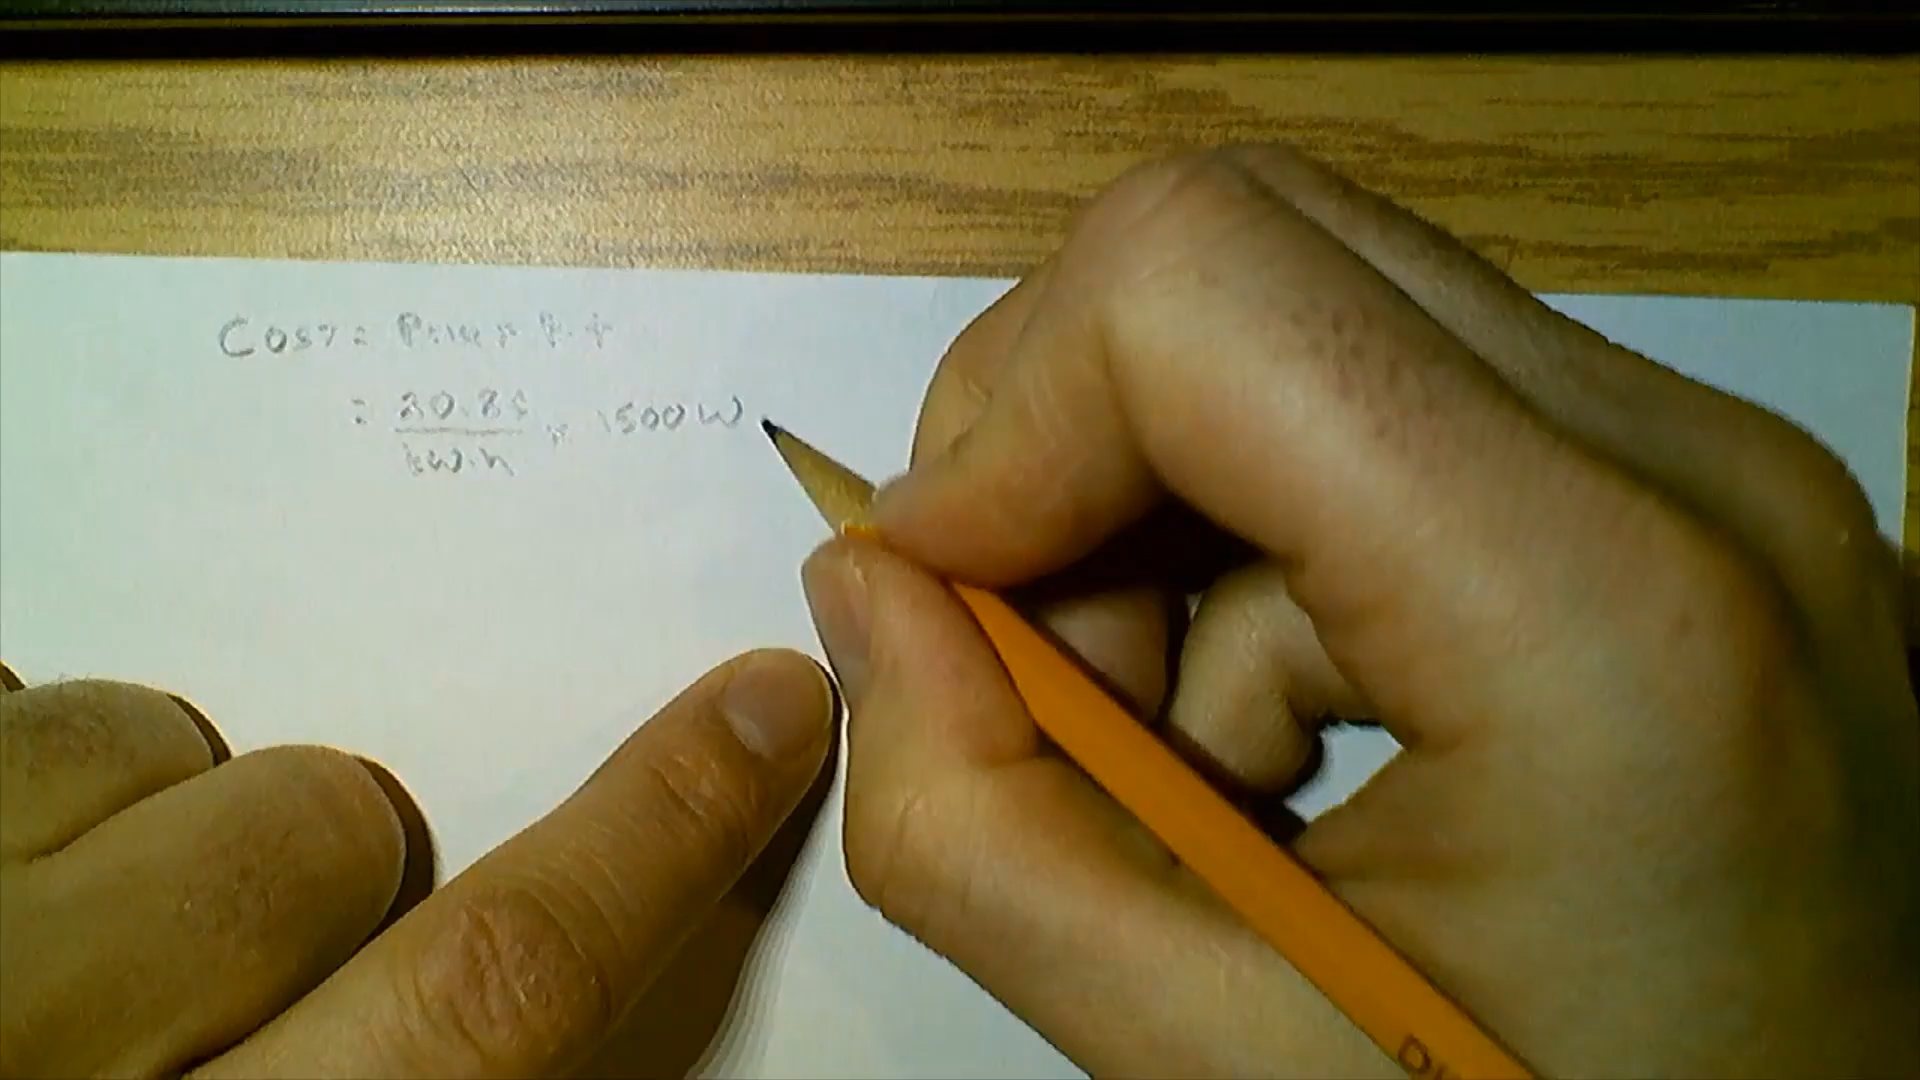 Cost = Price × P. t
= 20.8¢ / kW.h × 1500 W